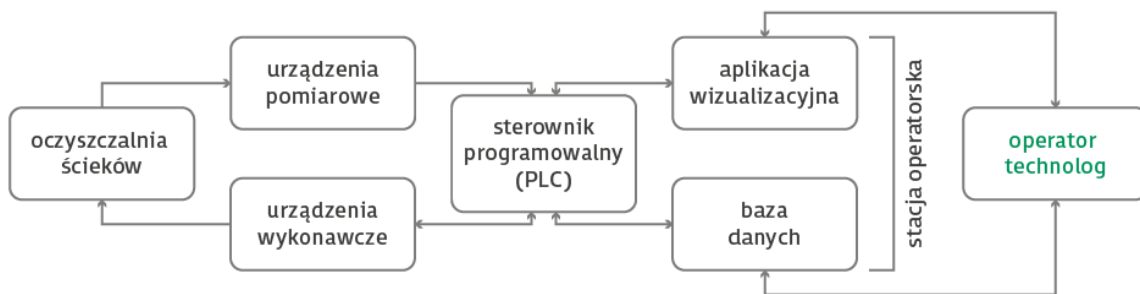 oczyszczalnia
ścieków
urządzenia
pomiarowe
urządzenia
wykonawcze
sterownik
programowalny
(PLC)
aplikacja
wizualizacyjna
baza
danych
stacja operatorska
operator
technolog